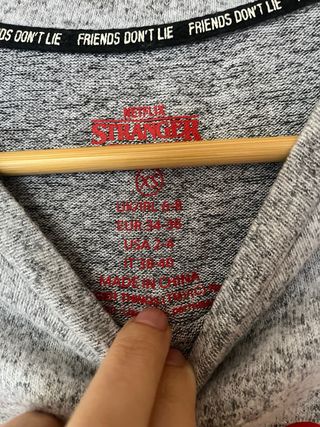 FRIENDS DON'T LIE FRIENDS DON'T LIE
NETFLIX
STRANGER
XS
UK/IRL 6-8
EUR 34-36
USA 2-4
IT 38-40
MADE IN CHINA
THINGS